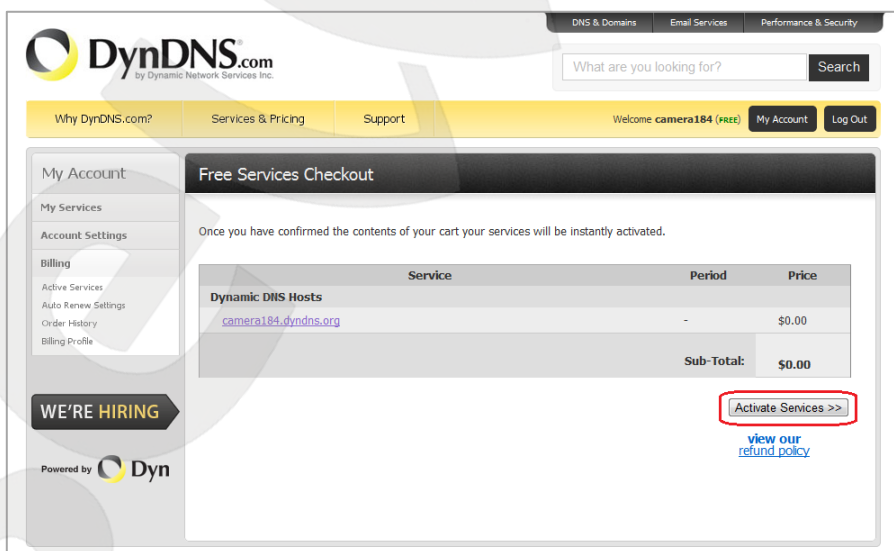 DNS & Domains Email Services Performance & Security
DynDNS.com
by Dynamic Network Services Inc.
What are you looking for? Search
Why DynDNS.com? Services & Pricing Support Welcome camera184 (FREE) My Account Log Out
My Account
My Services
Account Settings
Billing
Active Services
Auto Renew Settings
Order History
Billing Profile
WE'RE HIRING
Powered by Dyn
Free Services Checkout
Once you have confirmed the contents of your cart your services will be instantly activated.
Service Period Price
Dynamic DNS Hosts
camera184.dyndns.org - $0.00
Sub-Total: $0.00
Activate Services >>
view our
refund policy